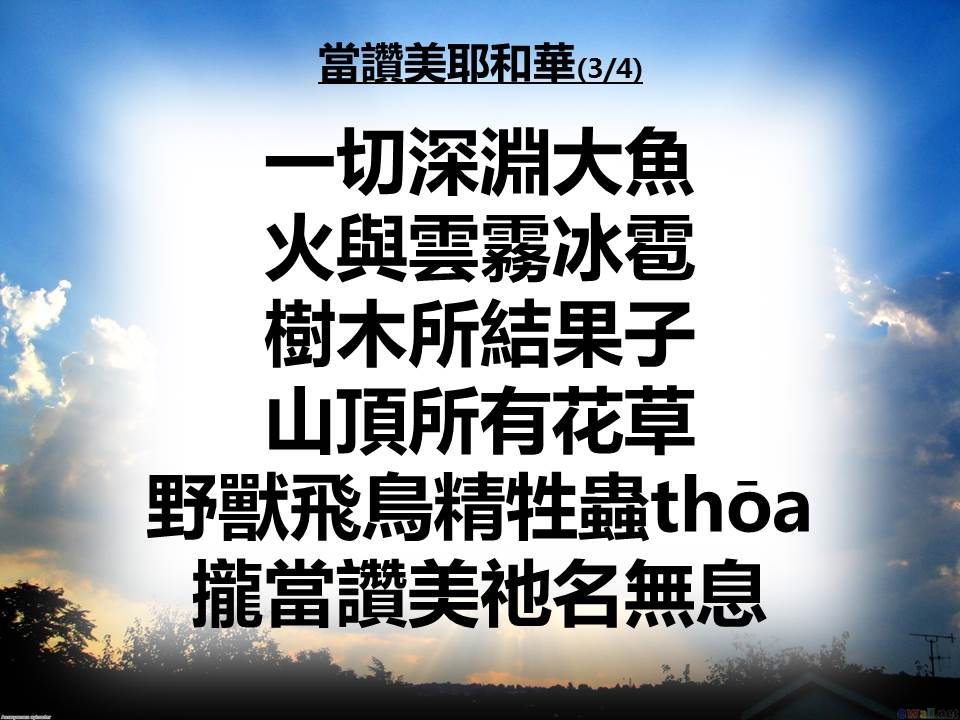 當讚美耶和華(3/4)
一切深淵大魚
火與雲霧冰雹
樹木所結果子
山頂所有花草
野獸飛鳥精牲蟲thōa
攏當讚美祂名無息